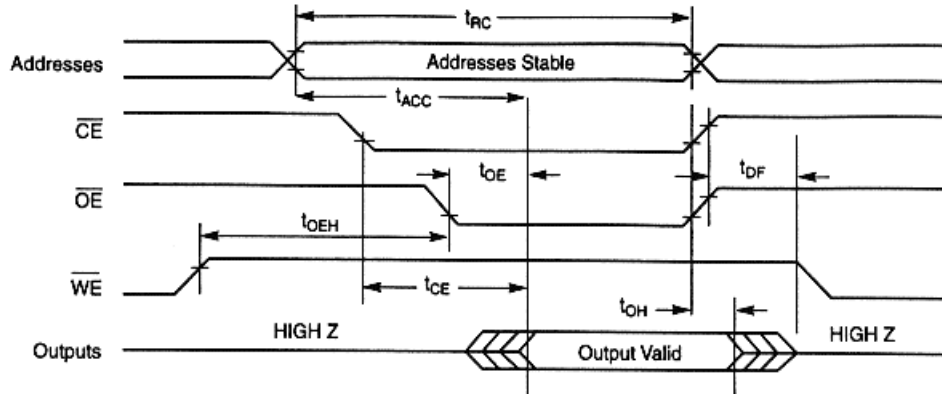 tRC
Addresses
Addresses Stable
tACC
CE
tOE
tDF
OE
tOEH
WE
tCE
tOH
HIGH Z
HIGH Z
Outputs
Output Valid